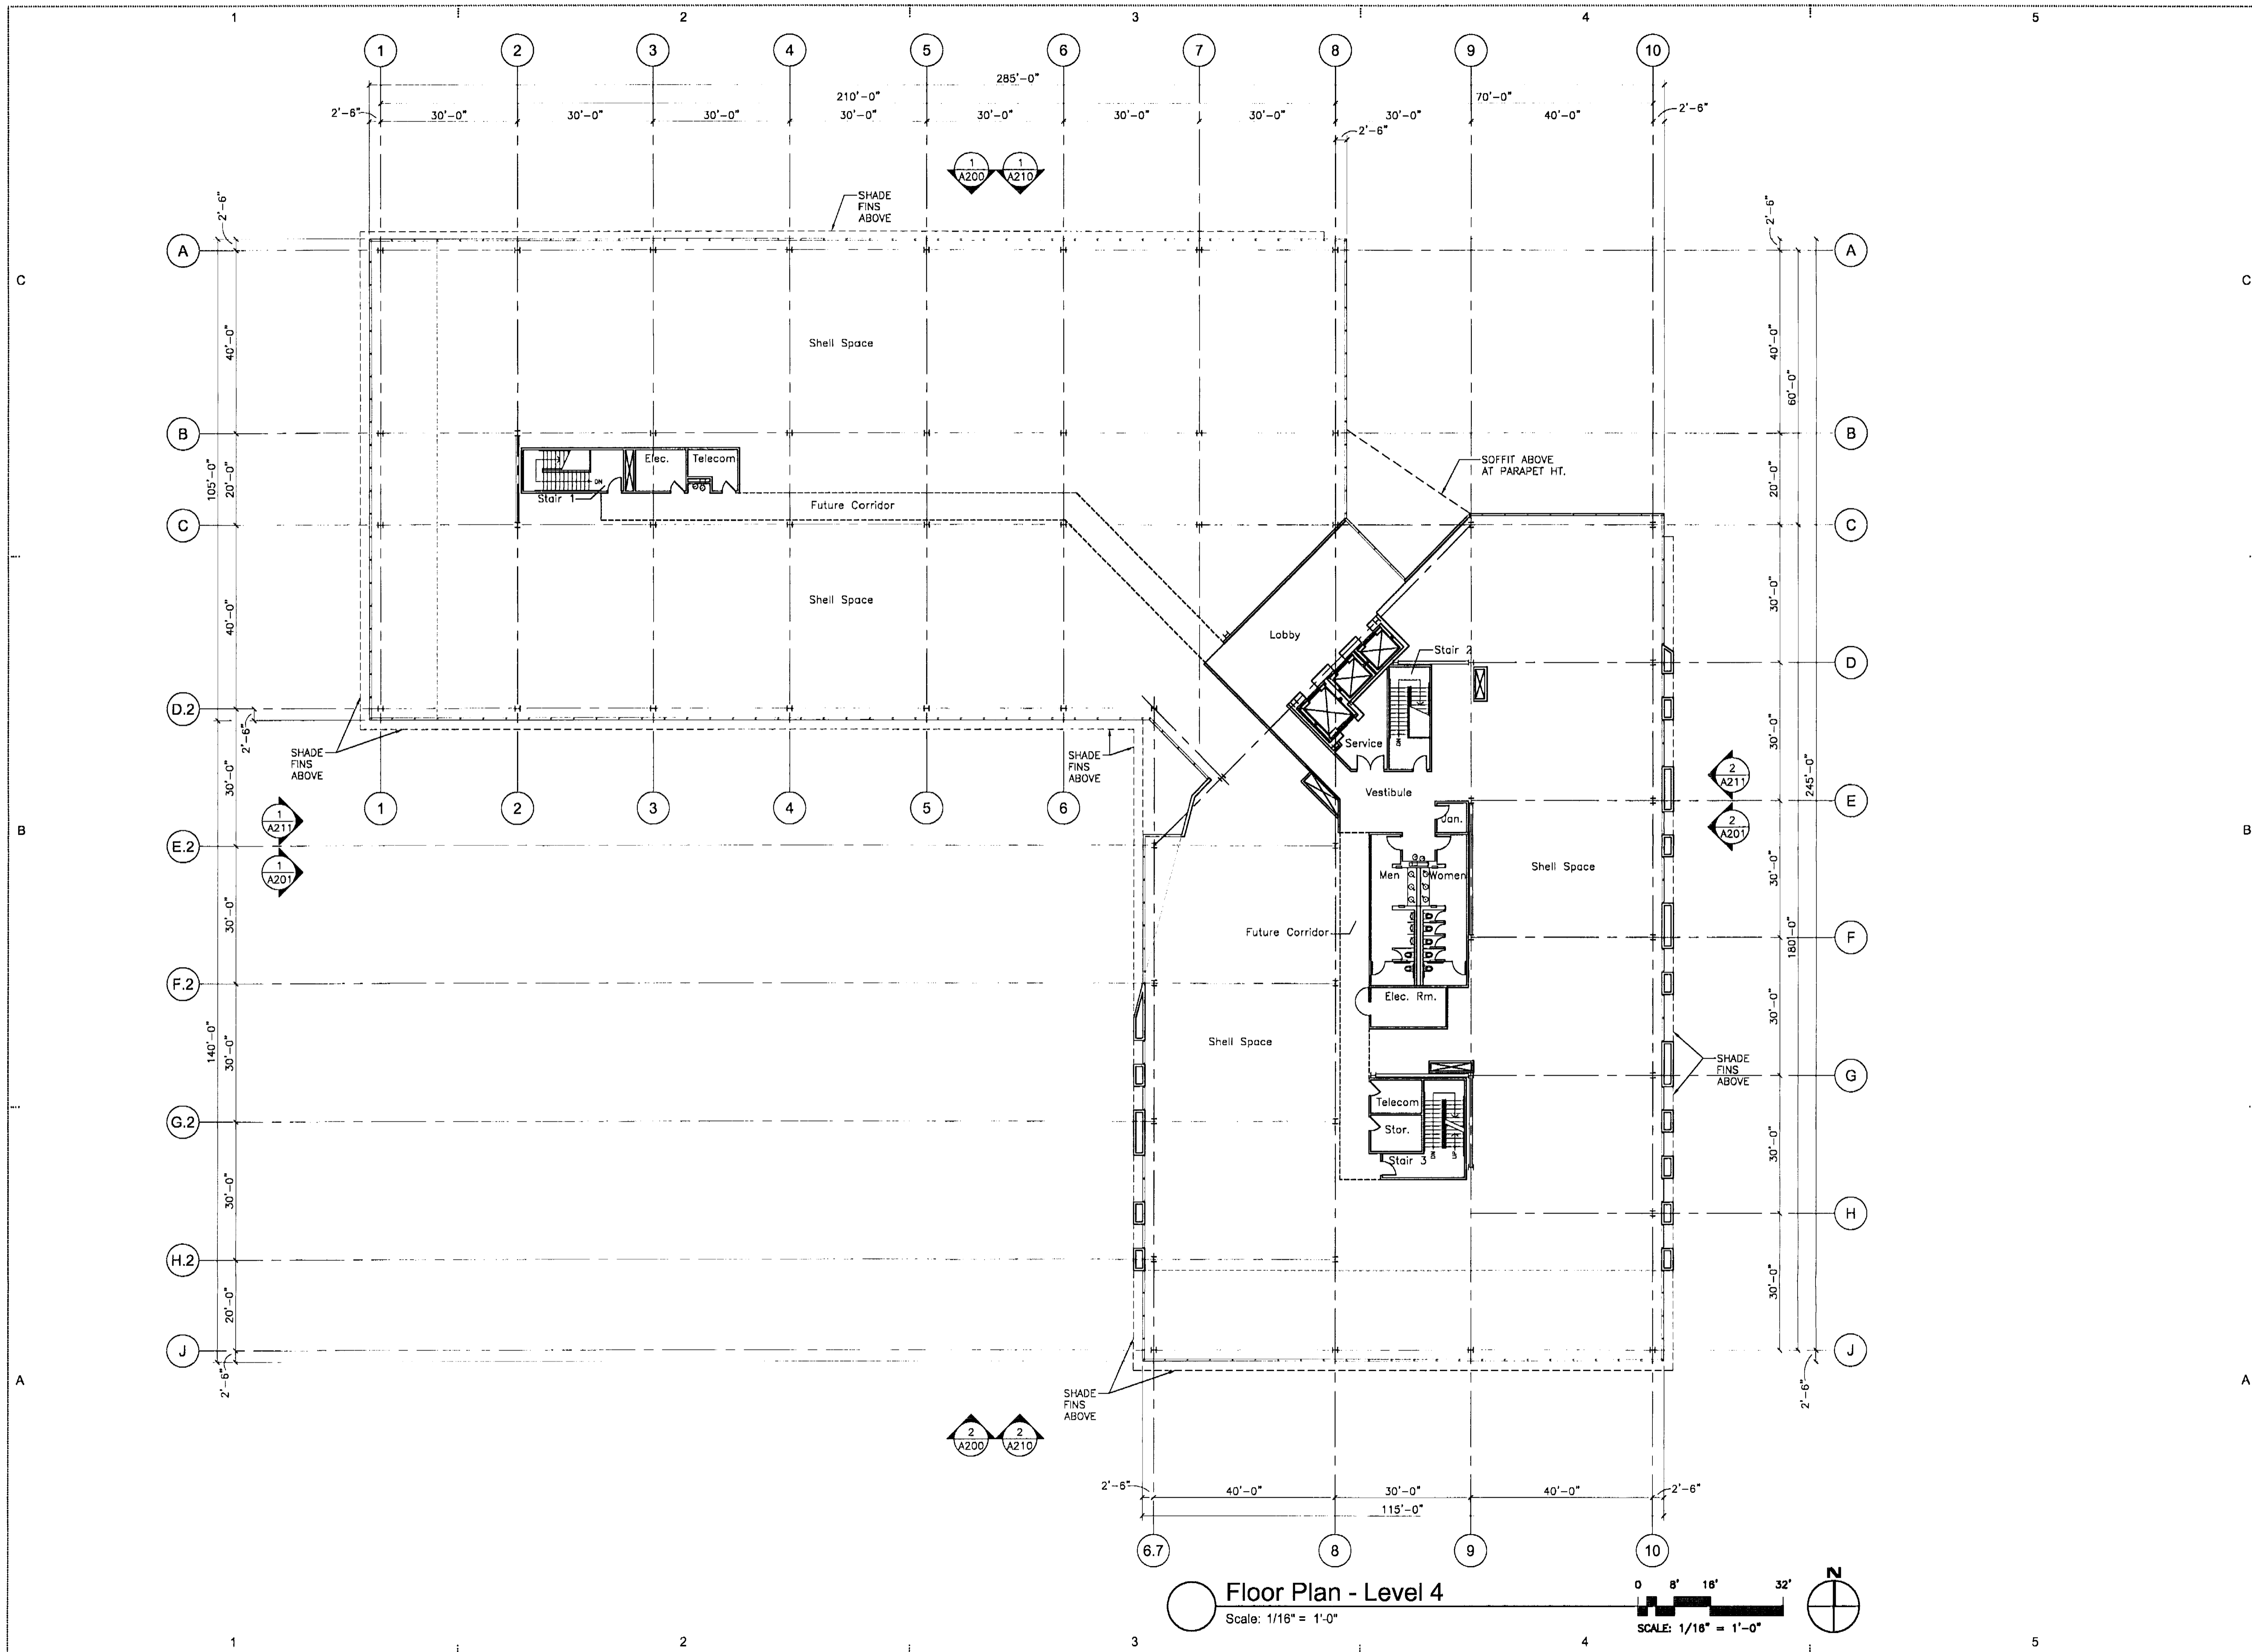 1 2 3 4 5
1 2 3 4 5 6 7 8 9 10
285'-0"
210'-0" 70'-0"
2'-6" 30'-0" 30'-0" 30'-0" 30'-0" 30'-0" 30'-0" 30'-0" 30'-0" 40'-0" 2'-6"
2'-6"
1 1
A200 A210
SHADE
FINS
ABOVE
2'-6" 2'-6"
A A
C C
40'-0" Shell Space 40'-0"
60'-0"
B B
SOFFIT ABOVE
AT PARAPET HT.
Elec. Telecom
DN
Stair 1
105'-0" 20'-0" 20'-0"
Future Corridor
C C
40'-0" Shell Space 30'-0"
Lobby
Stair 2
D
D.2
2'-6"
SHADE
FINS
ABOVE
SHADE
FINS
ABOVE
Service DN
30'-0" 30'-0"
2
A211
245'-0"
Vestibule
1 2 3 4 5 6 E
1
A211
2
A201
Jan.
B B
E.2
1
A201
Men Women Shell Space 30'-0"
30'-0" Future Corridor F
180'-0"
F.2
Elec. Rm. 30'-0"
140'-0" 30'-0" Shell Space
SHADE
FINS
ABOVE
G
Telecom
G.2
Stor. 30'-0"
Stair 3 DN UP
30'-0"
H
H.2
20'-0" 30'-0"
J J
2'-6" 2'-6"
A A
SHADE
FINS
ABOVE
2 2
A200 A210
2'-6" 40'-0" 30'-0" 40'-0" 2'-6"
115'-0"
6.7 8 9 10
Floor Plan - Level 4
Scale: 1/16" = 1'-0"
0 8' 16' 32'
SCALE: 1/16" = 1'-0"
N
1 2 3 4 5